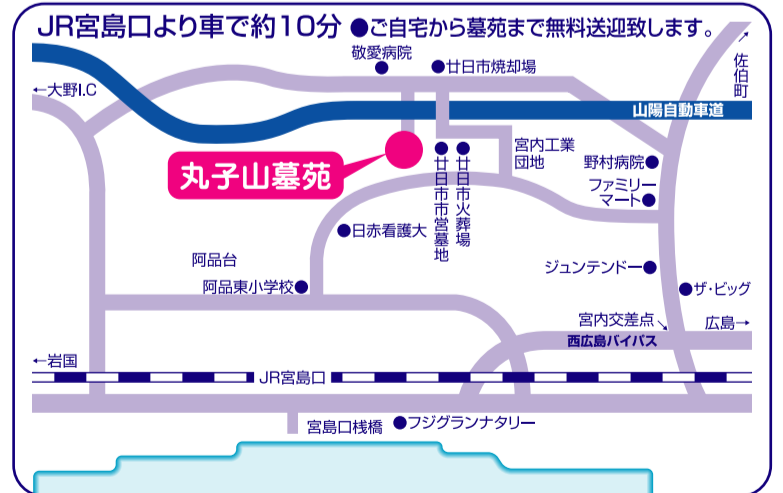 JR宮島口より車で約10分 ●ご自宅から墓苑まで無料送迎致します。
敬愛病院
廿日市焼却場
佐伯町
←大野I.C
山陽自動車道
丸子山墓苑
廿日市市営墓地
廿日市火葬場
宮内工業
団地
野村病院
ファミリー
マート
日赤看護大
阿品台
阿品東小学校
ジュンテンドー
ザ・ビッグ
宮内交差点
広島→
西広島バイパス
←岩国
JR宮島口
宮島口桟橋
フジグランナタリー